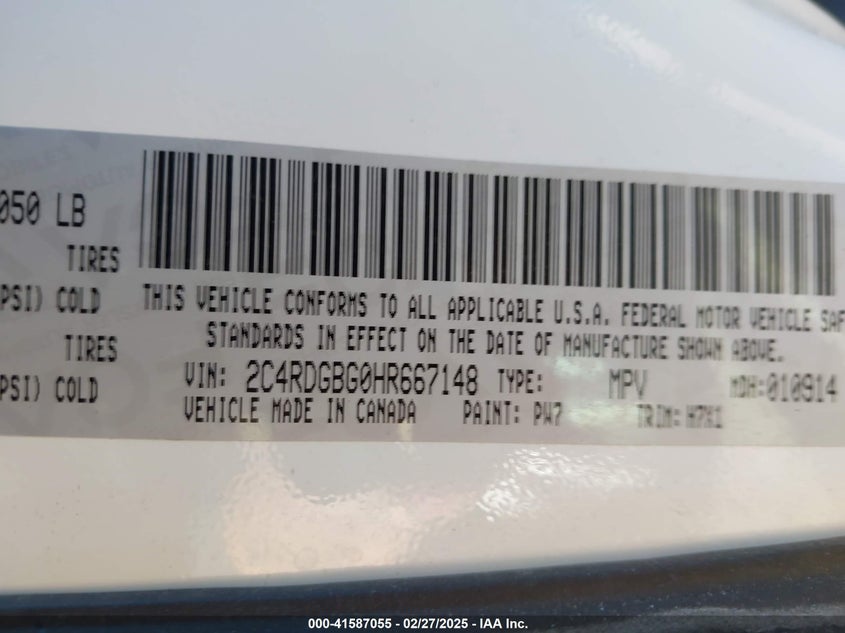 050 LB
TIRES
PSI) COLD
TIRES
PSI) COLD
THIS VEHICLE CONFORMS TO ALL APPLICABLE U.S.A. FEDERAL MOTOR VEHICLE SAF
STANDARDS IN EFFECT ON THE DATE OF MANUFACTURE SHOWN ABOVE.
VIN: 2C4RDGBG0HR667148 TYPE: MPV MDH:010914
VEHICLE MADE IN CANADA PAINT: PW7 TRIM: H7X1
000-41587055 - 02/27/2025 - IAA Inc.